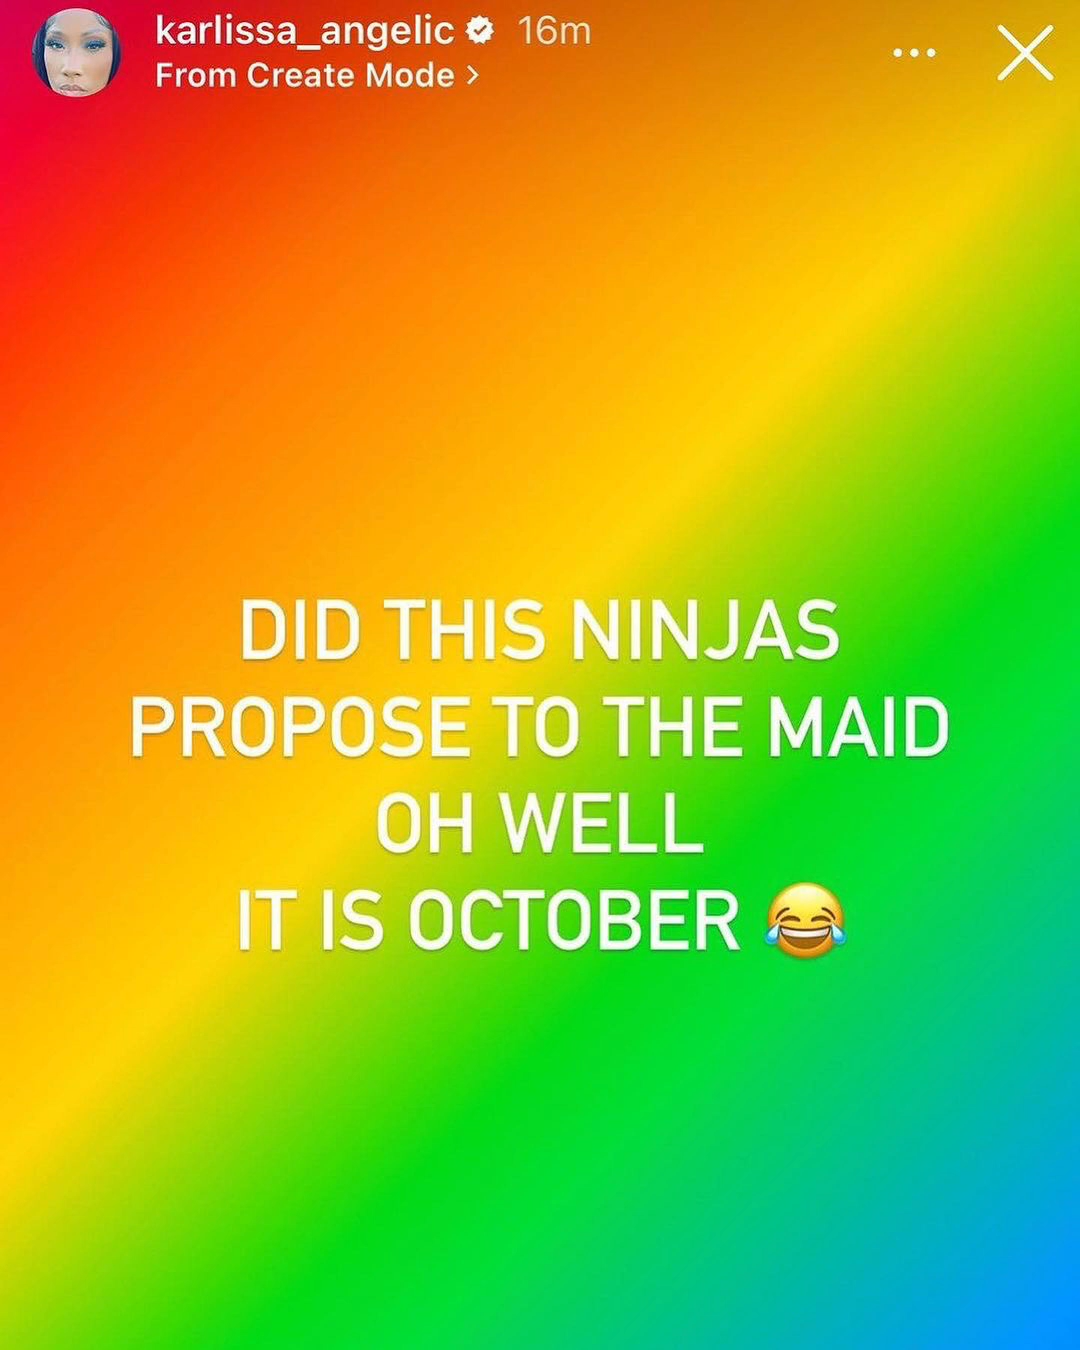 karlissa_angelic 16m
From Create Mode >
DID THIS NINJAS
PROPOSE TO THE MAID
OH WELL
IT IS OCTOBER 😂